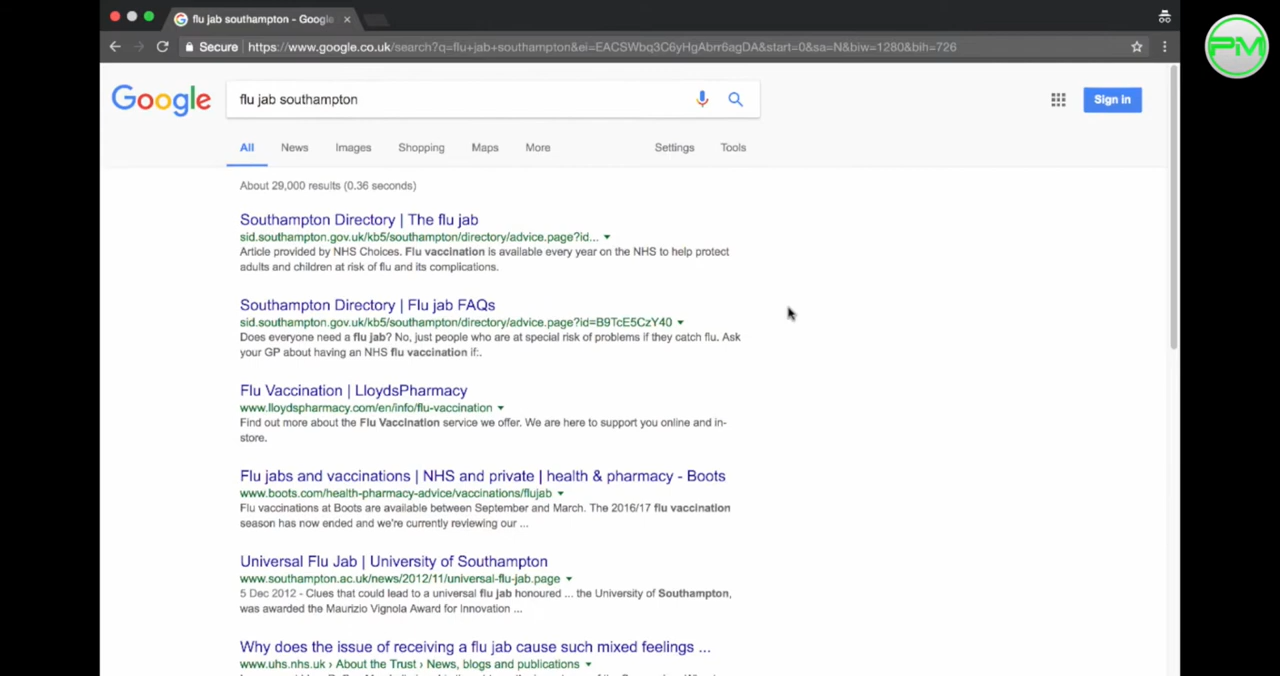 flu jab southampton - Google
PM
Secure https://www.google.co.uk/search?q=flu+jab+southampton&ei=EACSWbq3C6yHgAbrr6agDA&start=0&sa=N&biw=1280&bih=726
Google
flu jab southampton
Sign in
All News Images Shopping Maps More Settings Tools
About 29,000 results (0.36 seconds)
Southampton Directory | The flu jab
sid.southampton.gov.uk/kb5/southampton/directory/advice.page?id...
Article provided by NHS Choices. Flu vaccination is available every year on the NHS to help protect
adults and children at risk of flu and its complications.
Southampton Directory | Flu jab FAQs
sid.southampton.gov.uk/kb5/southampton/directory/advice.page?id=B9TcE5CzY40
Does everyone need a flu jab? No, just people who are at special risk of problems if they catch flu. Ask
your GP about having an NHS flu vaccination if:.
Flu Vaccination | LloydsPharmacy
www.lloydspharmacy.com/en/info/flu-vaccination
Find out more about the Flu Vaccination service we offer. We are here to support you online and in-
store.
Flu jabs and vaccinations | NHS and private | health & pharmacy - Boots
www.boots.com/health-pharmacy-advice/vaccinations/flujab
Flu vaccinations at Boots are available between September and March. The 2016/17 flu vaccination
season has now ended and we're currently reviewing our ...
Universal Flu Jab | University of Southampton
www.southampton.ac.uk/news/2012/11/universal-flu-jab.page
5 Dec 2012 - Clues that could lead to a universal flu jab honoured ... the University of Southampton,
was awarded the Maurizio Vignola Award for Innovation ...
Why does the issue of receiving a flu jab cause such mixed feelings ...
www.uhs.nhs.uk › About the Trust › News, blogs and publications